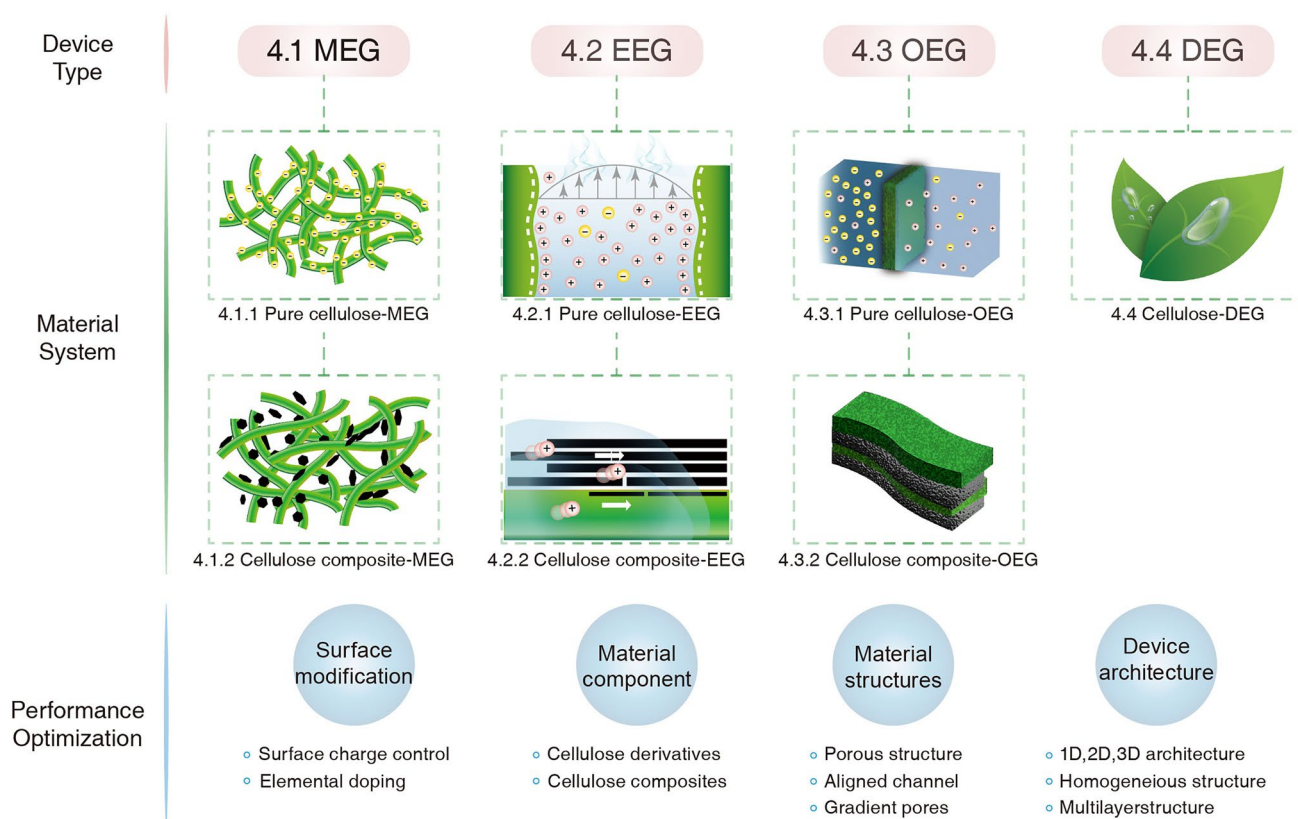 Device
Type
4.1 MEG
4.2 EEG
4.3 OEG
4.4 DEG
Material
System
4.1.1 Pure cellulose-MEG
4.2.1 Pure cellulose-EEG
4.3.1 Pure cellulose-OEG
4.4 Cellulose-DEG
4.1.2 Cellulose composite-MEG
4.2.2 Cellulose composite-EEG
4.3.2 Cellulose composite-OEG
Performance
Optimization
Surface
modification
Surface charge control
Elemental doping
Material
component
Cellulose derivatives
Cellulose composites
Material
structures
Porous structure
Aligned channel
Gradient pores
Device
architecture
1D,2D,3D architecture
Homogeneious structure
Multilayerstructure